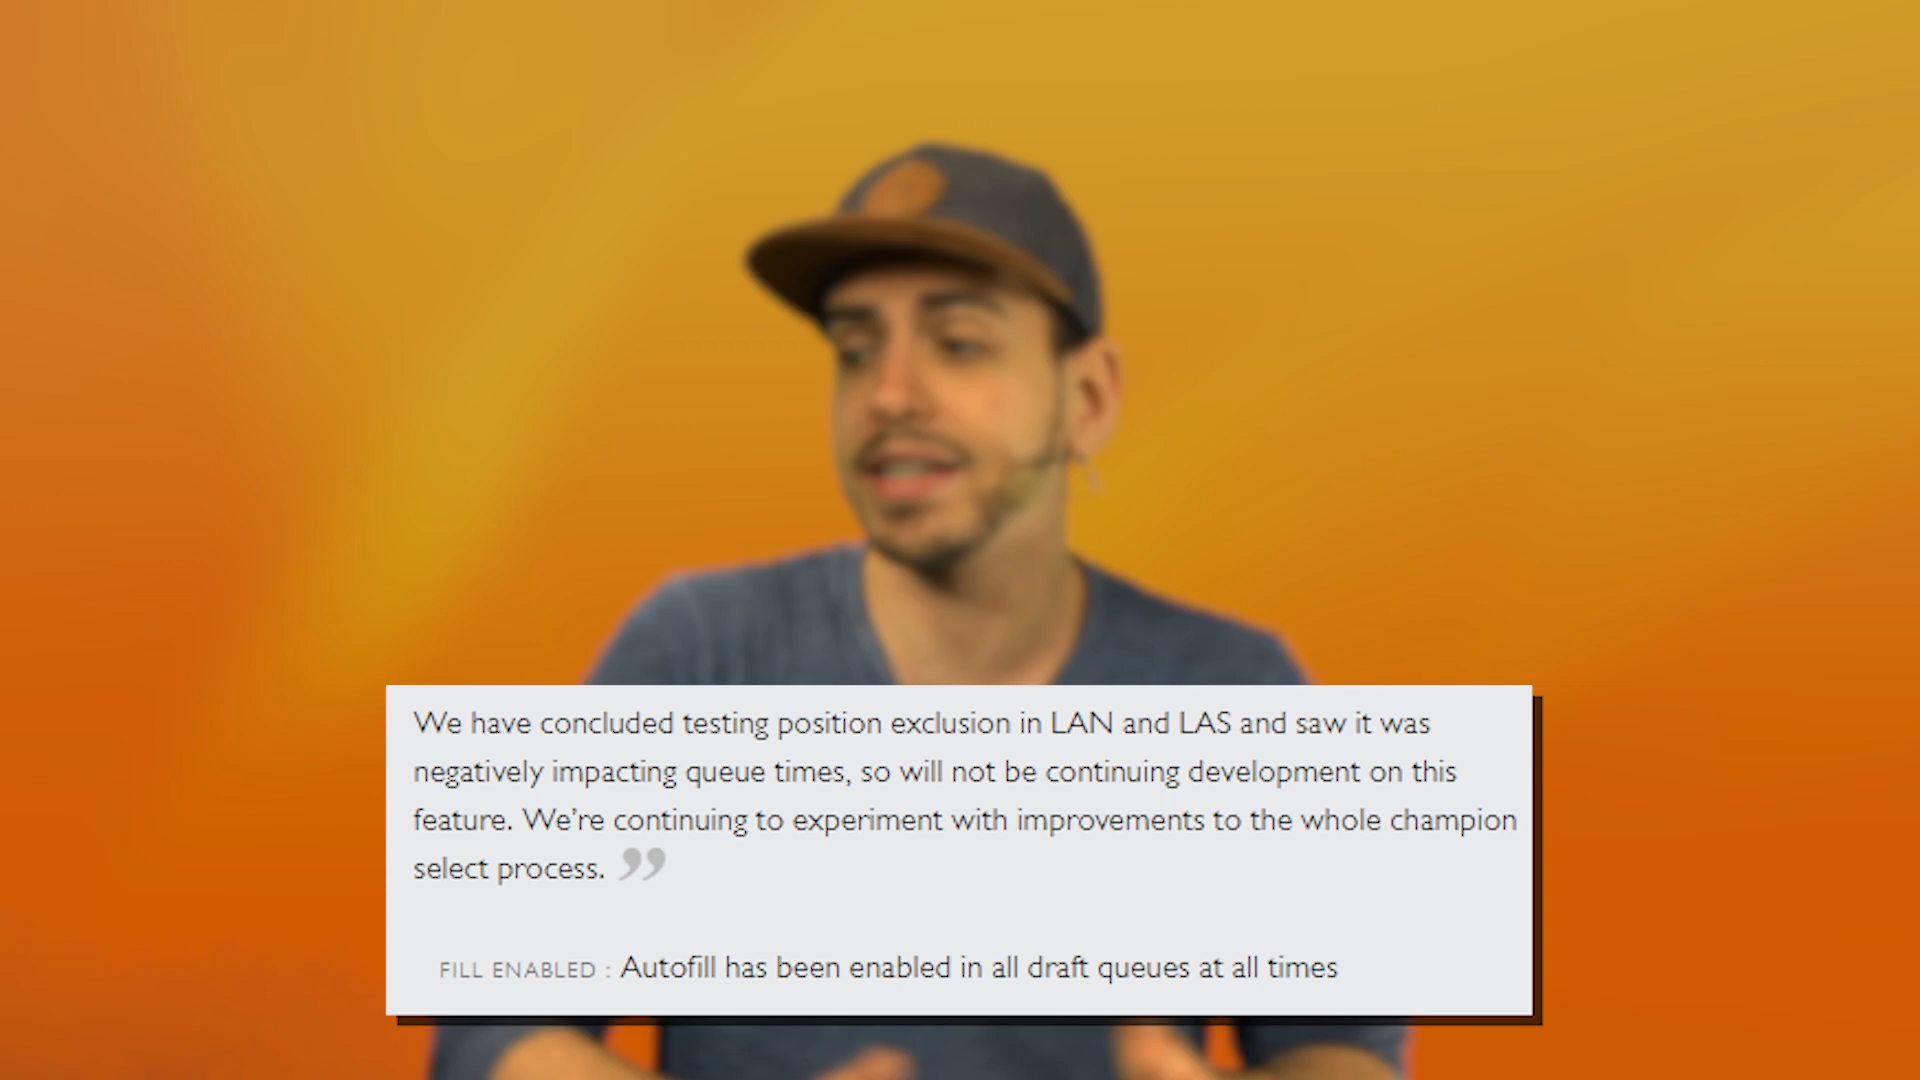 We have concluded testing position exclusion in LAN and LAS and saw it was
negatively impacting queue times, so will not be continuing development on this
feature. We’re continuing to experiment with improvements to the whole champion
select process. ”
FILL ENABLED : Autofill has been enabled in all draft queues at all times